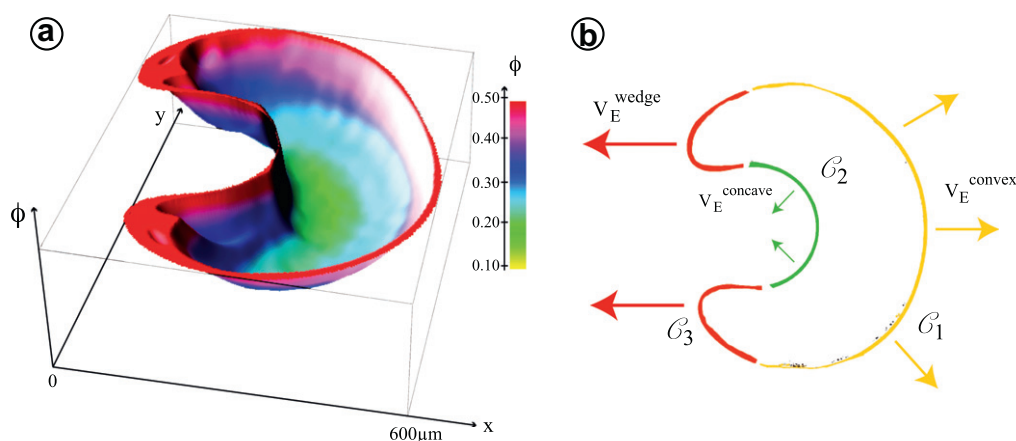 a
ϕ
0.50
0.40
0.30
0.20
0.10
ϕ
y
x
0
600μm
b
V_E^wedge
V_E^concave
V_E^convex
𝒞2
𝒞1
𝒞3